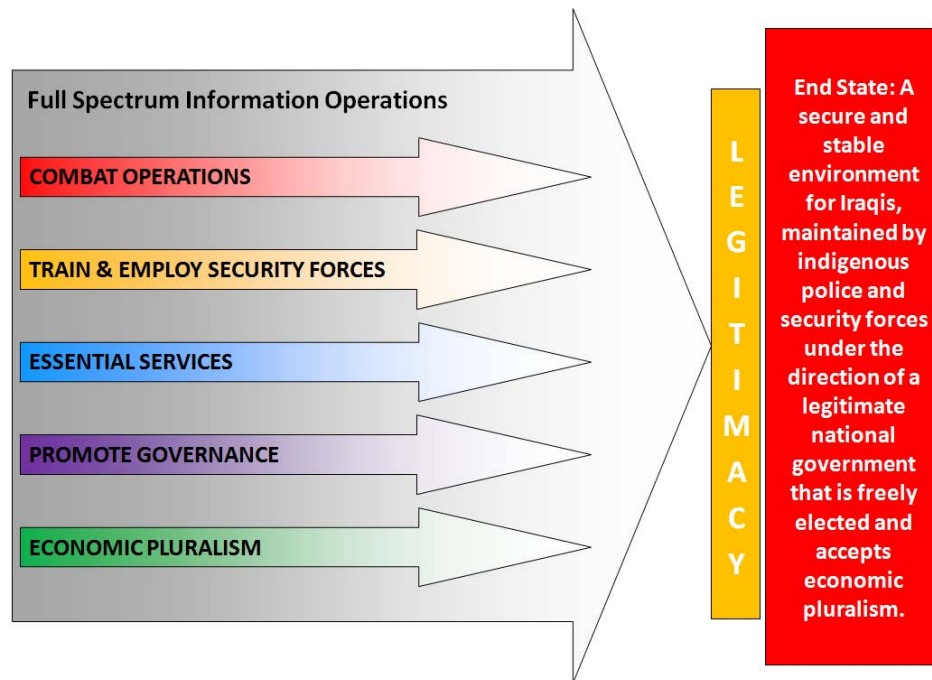 Full Spectrum Information Operations
COMBAT OPERATIONS
TRAIN & EMPLOY SECURITY FORCES
ESSENTIAL SERVICES
PROMOTE GOVERNANCE
ECONOMIC PLURALISM
L
E
G
I
T
I
M
A
C
Y
End State: A
secure and
stable
environment
for Iraqis,
maintained by
indigenous
police and
security forces
under the
direction of a
legitimate
national
government
that is freely
elected and
accepts
economic
pluralism.